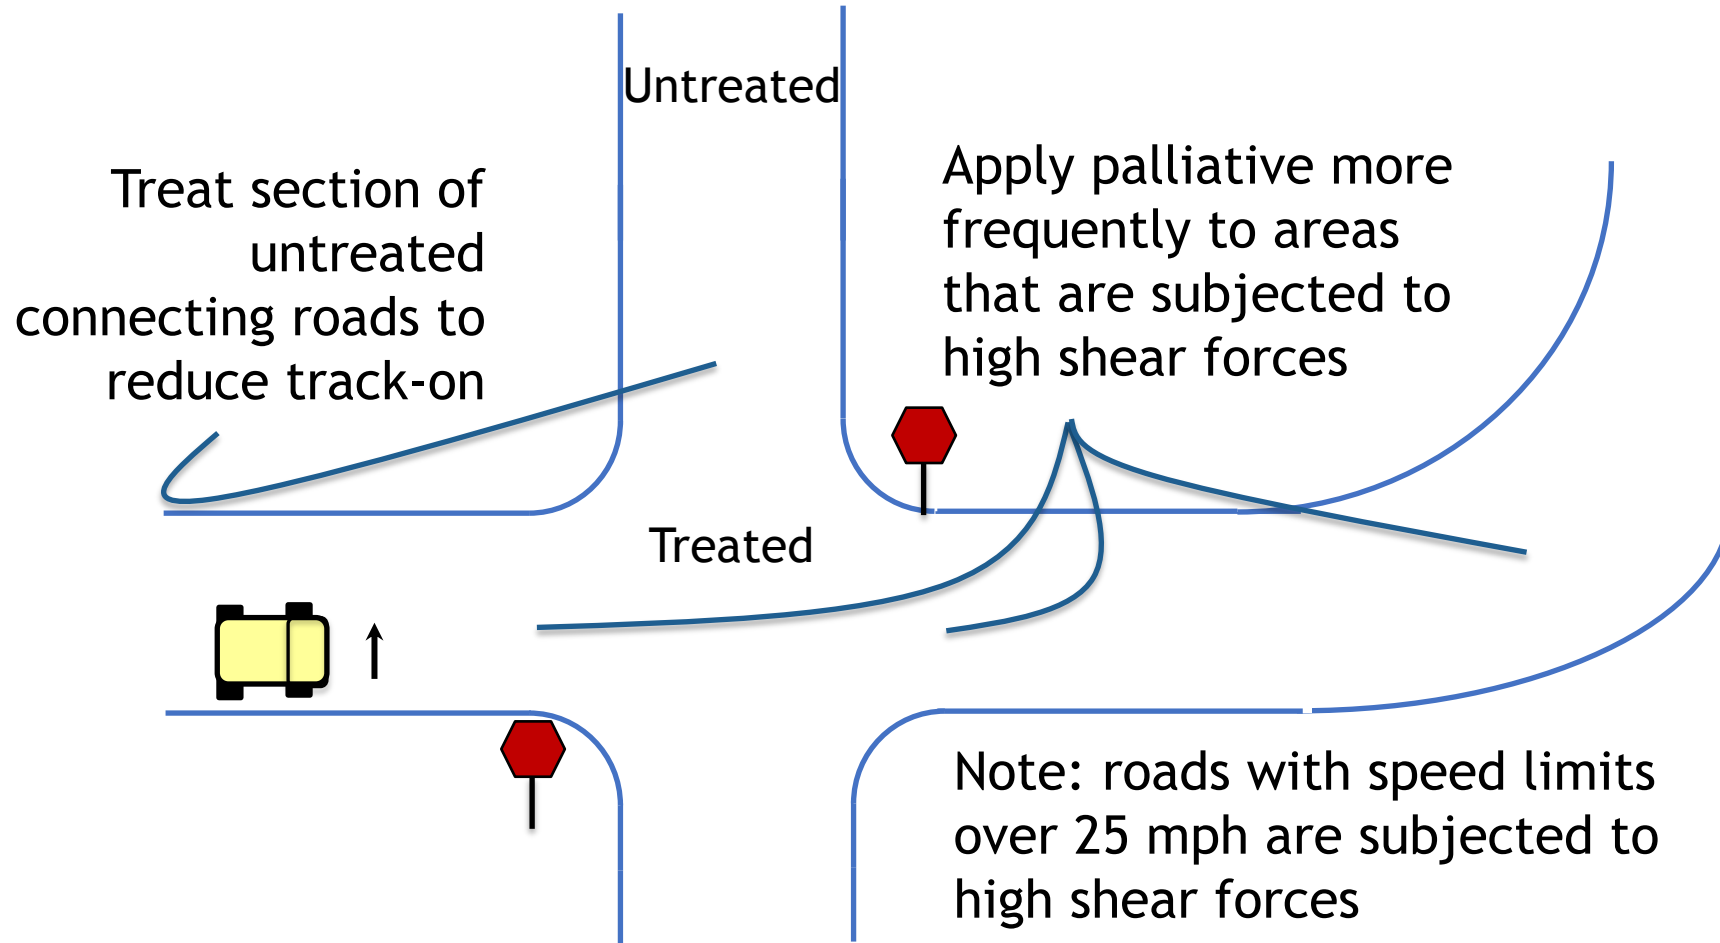 Untreated
Treat section of
untreated
connecting roads to
reduce track-on
Apply palliative more
frequently to areas
that are subjected to
high shear forces
Treated
Note: roads with speed limits
over 25 mph are subjected to
high shear forces